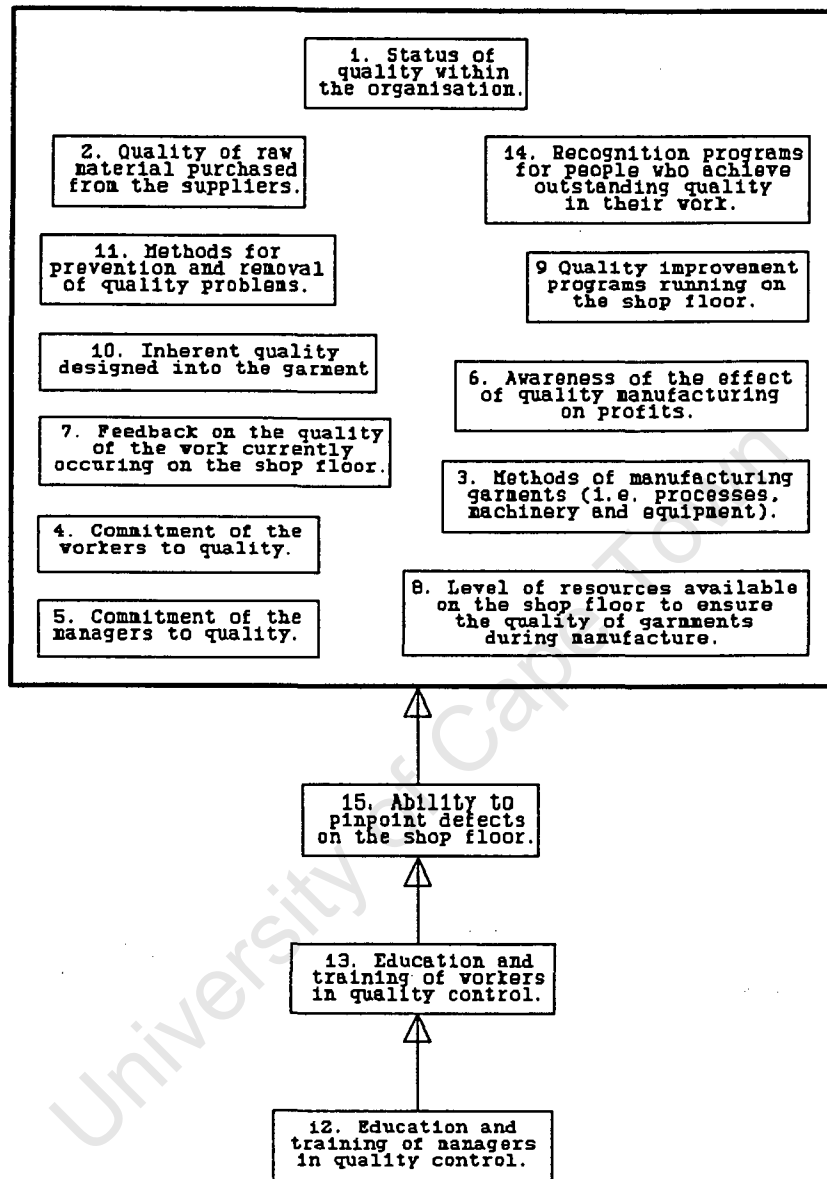 1. Status of
quality within
the organisation.
2. Quality of raw
material purchased
from the suppliers.
14. Recognition programs
for people who achieve
outstanding quality
in their work.
11. Methods for
prevention and removal
of quality problems.
9 Quality improvement
programs running on
the shop floor.
10. Inherent quality
designed into the garment
6. Awareness of the effect
of quality manufacturing
on profits.
7. Feedback on the quality
of the work currently
occuring on the shop floor.
3. Methods of manufacturing
garments (i.e. processes,
machinery and equipment).
4. Commitment of the
workers to quality.
8. Level of resources available
on the shop floor to ensure
the quality of garnments
during manufacture.
5. Commitment of the
managers to quality.
15. Ability to
pinpoint defects
on the shop floor.
13. Education and
training of workers
in quality control.
12. Education and
training of managers
in quality control.
University of Cape Town